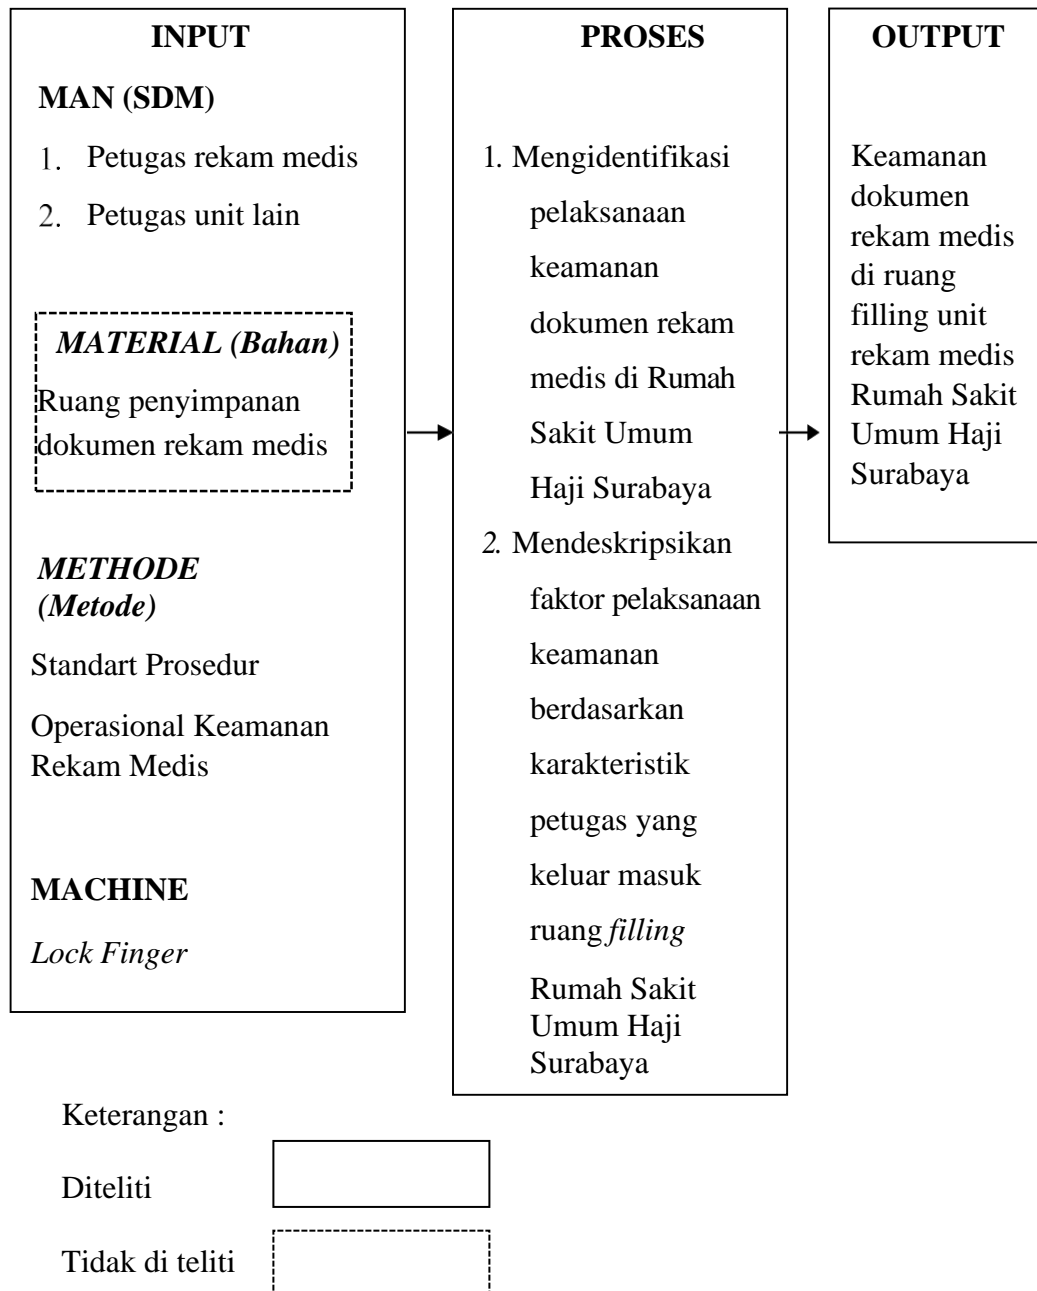 INPUT
MAN (SDM)
1. Petugas rekam medis
2. Petugas unit lain
MATERIAL (Bahan)
Ruang penyimpanan
dokumen rekam medis
METHODE
(Metode)
Standart Prosedur
Operasional Keamanan
Rekam Medis
MACHINE
Lock Finger
PROSES
1. Mengidentifikasi
pelaksanaan
keamanan
dokumen rekam
medis di Rumah
Sakit Umum
Haji Surabaya
2. Mendeskripsikan
faktor pelaksanaan
keamanan
berdasarkan
karakteristik
petugas yang
keluar masuk
ruang filling
Rumah Sakit
Umum Haji
Surabaya
OUTPUT
Keamanan
dokumen
rekam medis
di ruang
filling unit
rekam medis
Rumah Sakit
Umum Haji
Surabaya
Keterangan :
Diteliti
Tidak di teliti